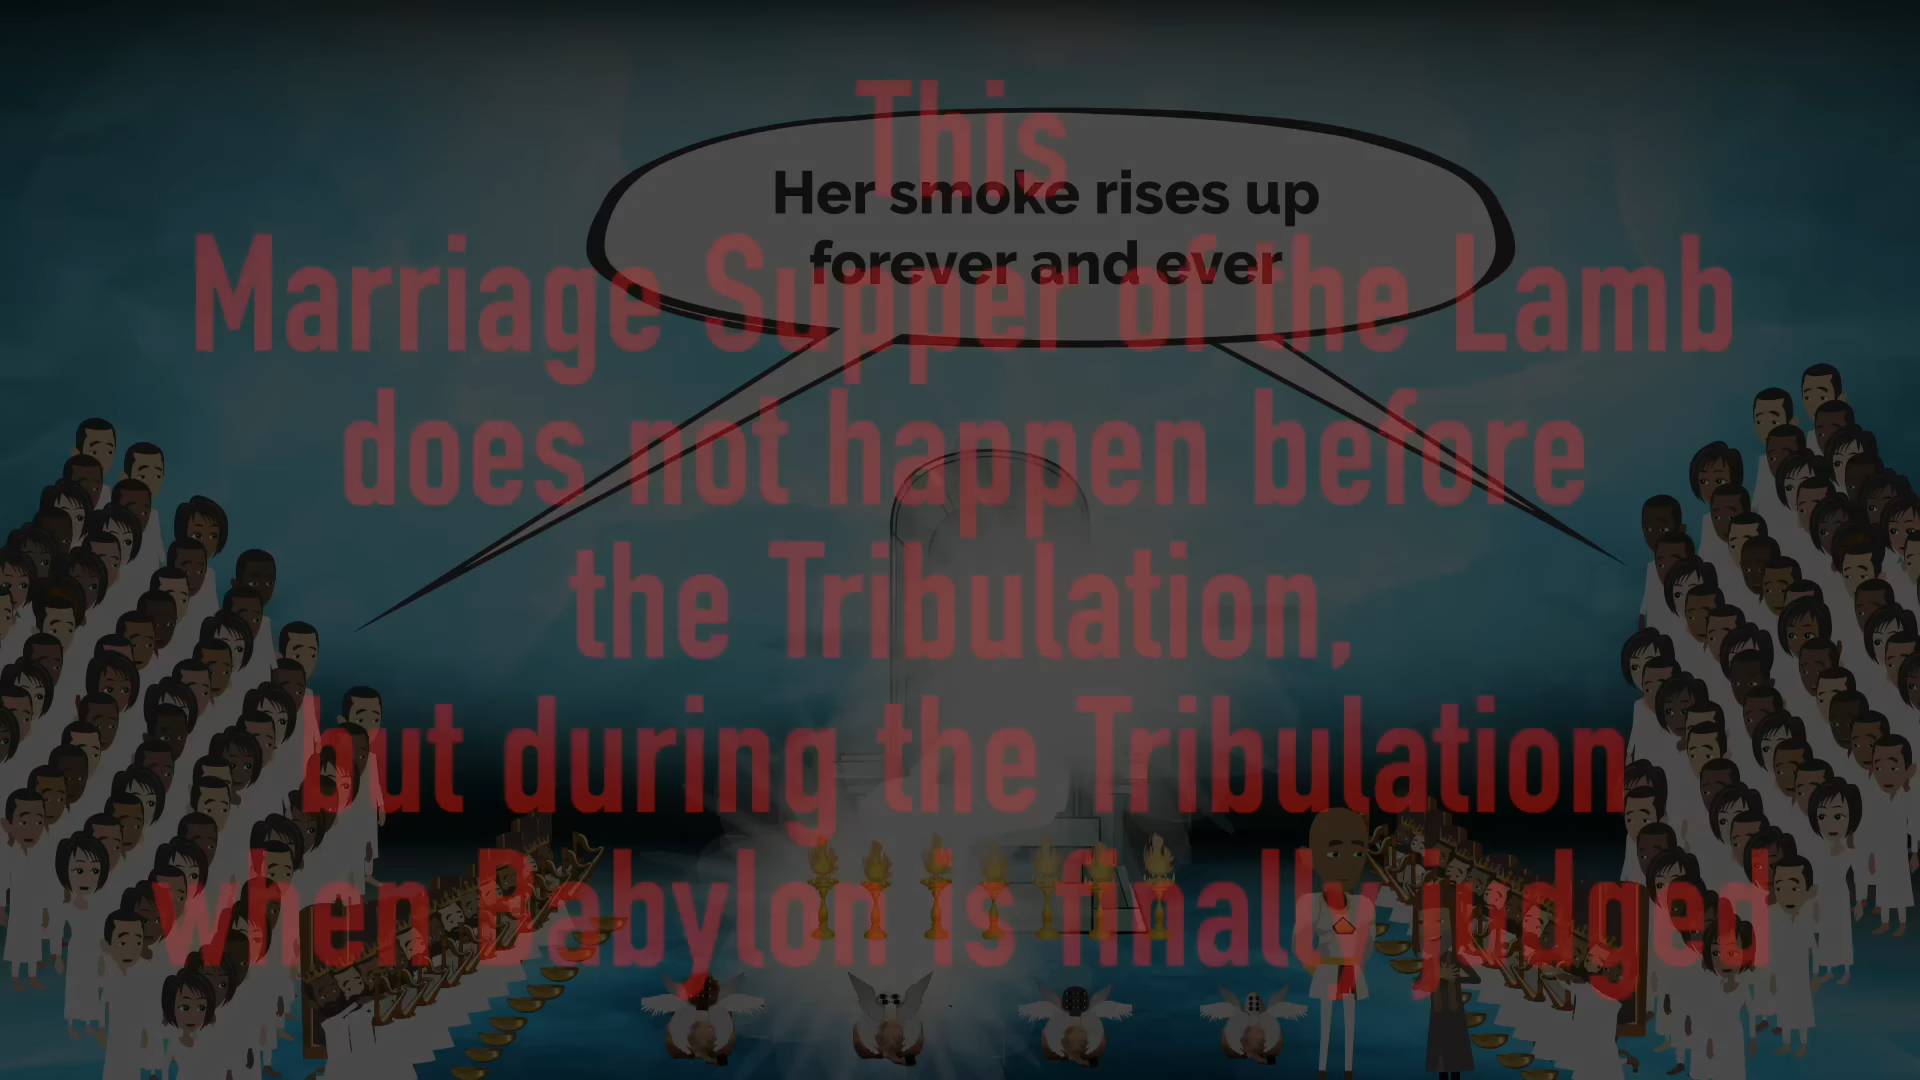 This
Her smoke rises up
forever and ever
Marriage Supper of the Lamb
does not happen before
the Tribulation,
but during the Tribulation
when Babylon is finally judged